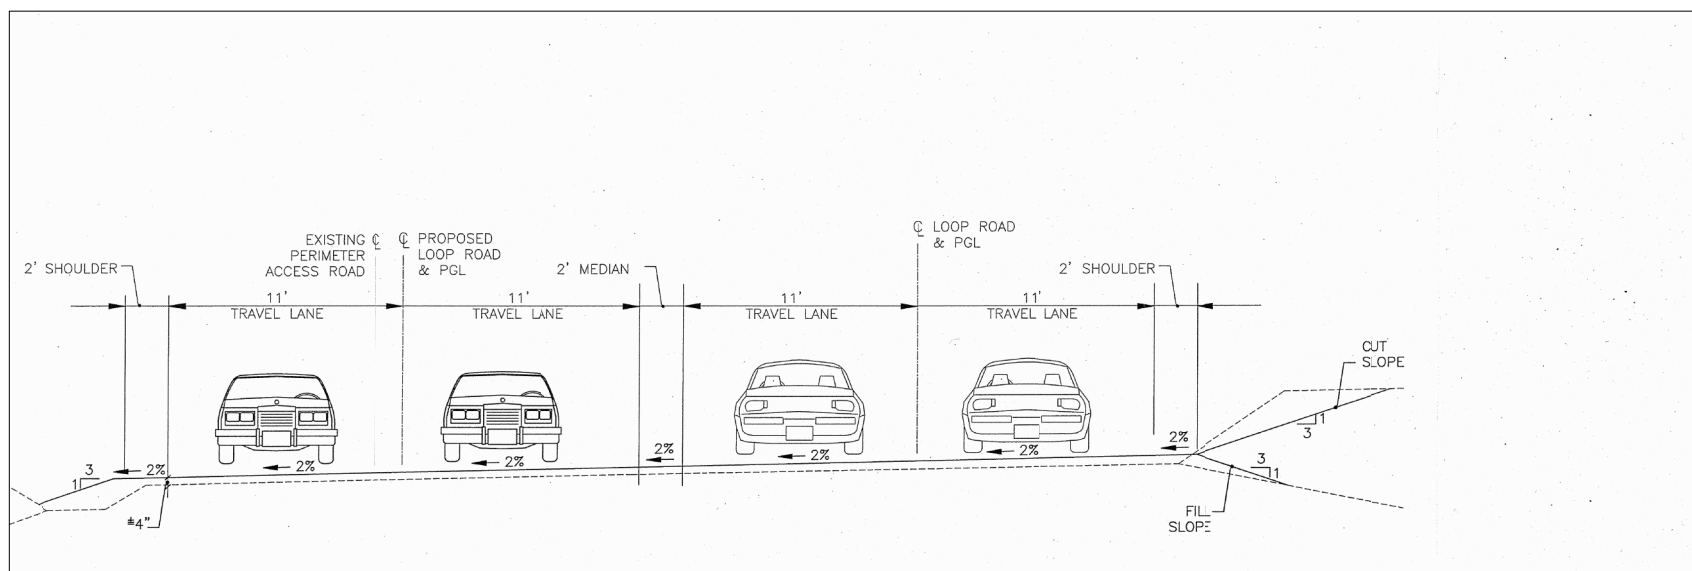 ℄ LOOP ROAD
& PGL
EXISTING ℄
PERIMETER
ACCESS ROAD
℄ PROPOSED
LOOP ROAD
& PGL
2' SHOULDER
2' MEDIAN
2' SHOULDER
11'
TRAVEL LANE
11'
TRAVEL LANE
11'
TRAVEL LANE
11'
TRAVEL LANE
CUT
SLOPE
3
1
2%
2%
2%
2%
2%
2%
2%
3
1
3
1
±4"
FILL
SLOPE